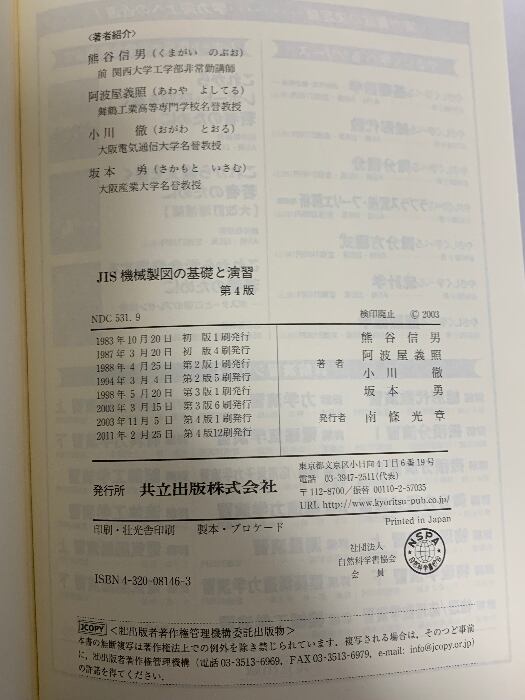 〈著者紹介〉
熊谷信男(くまがい　のぶお)
前 関西大学工学部非常勤講師
阿波屋義照(あわや　よしてる)
舞鶴工業高等専門学校名誉教授
小川　徹(おがわ　とおる)
大阪電気通信大学名誉教授
坂本　勇(さかもと　いさむ)
大阪産業大学名誉教授
JIS 機械製図の基礎と演習
第4版
NDC 531.9
検印廃止　© 2003
1983年10月20日　初　版1刷発行
1987年 3月20日　初　版4刷発行
1988年 4月25日　第2版1刷発行
1994年 3月 4日　第2版5刷発行
1998年 5月20日　第3版1刷発行
2003年 3月15日　第3版6刷発行
2003年11月 5日　第4版1刷発行
2011年 2月25日　第4版12刷発行
著　者
熊谷信男
阿波屋義照
小川　徹
坂本　勇
発行者　南條光章
発行所　共立出版株式会社
東京都文京区小日向4丁目6番19号
電話　03-3947-2511(代表)
〒112-8700/振替 00110-2-57035
URL http://www.kyoritsu-pub.co.jp/
印刷・壮光舎印刷　製本・ブロケード
Printed in Japan
社団法人
自然科学書協会
会　員
NSPA
自然科学書協会
ISBN 4-320-08146-3
JCOPY <㈳出版者著作権管理機構委託出版物>
本書の無断複写は著作権法上での例外を除き禁じられています．複写される場合は，そのつど事前
に，㈳出版者著作権管理機構（電話03-3513-6969，FAX 03-3513-6979，e-mail: info@jcopy.or.jp）
の許諾を得てください．